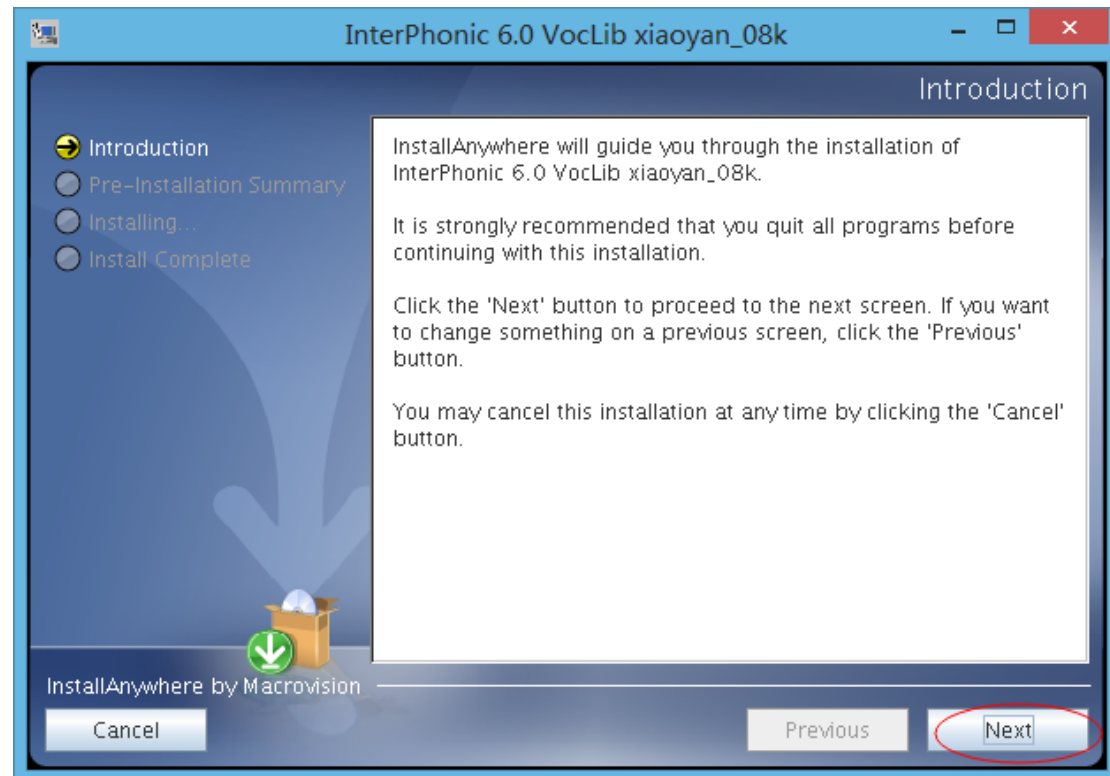 InterPhonic 6.0 VocLib xiaoyan_08k
Introduction
Introduction
Pre-Installation Summary
Installing...
Install Complete
InstallAnywhere will guide you through the installation of
InterPhonic 6.0 VocLib xiaoyan_08k.
It is strongly recommended that you quit all programs before
continuing with this installation.
Click the 'Next' button to proceed to the next screen. If you want
to change something on a previous screen, click the 'Previous'
button.
You may cancel this installation at any time by clicking the 'Cancel'
button.
InstallAnywhere by Macrovision
Cancel
Previous
Next